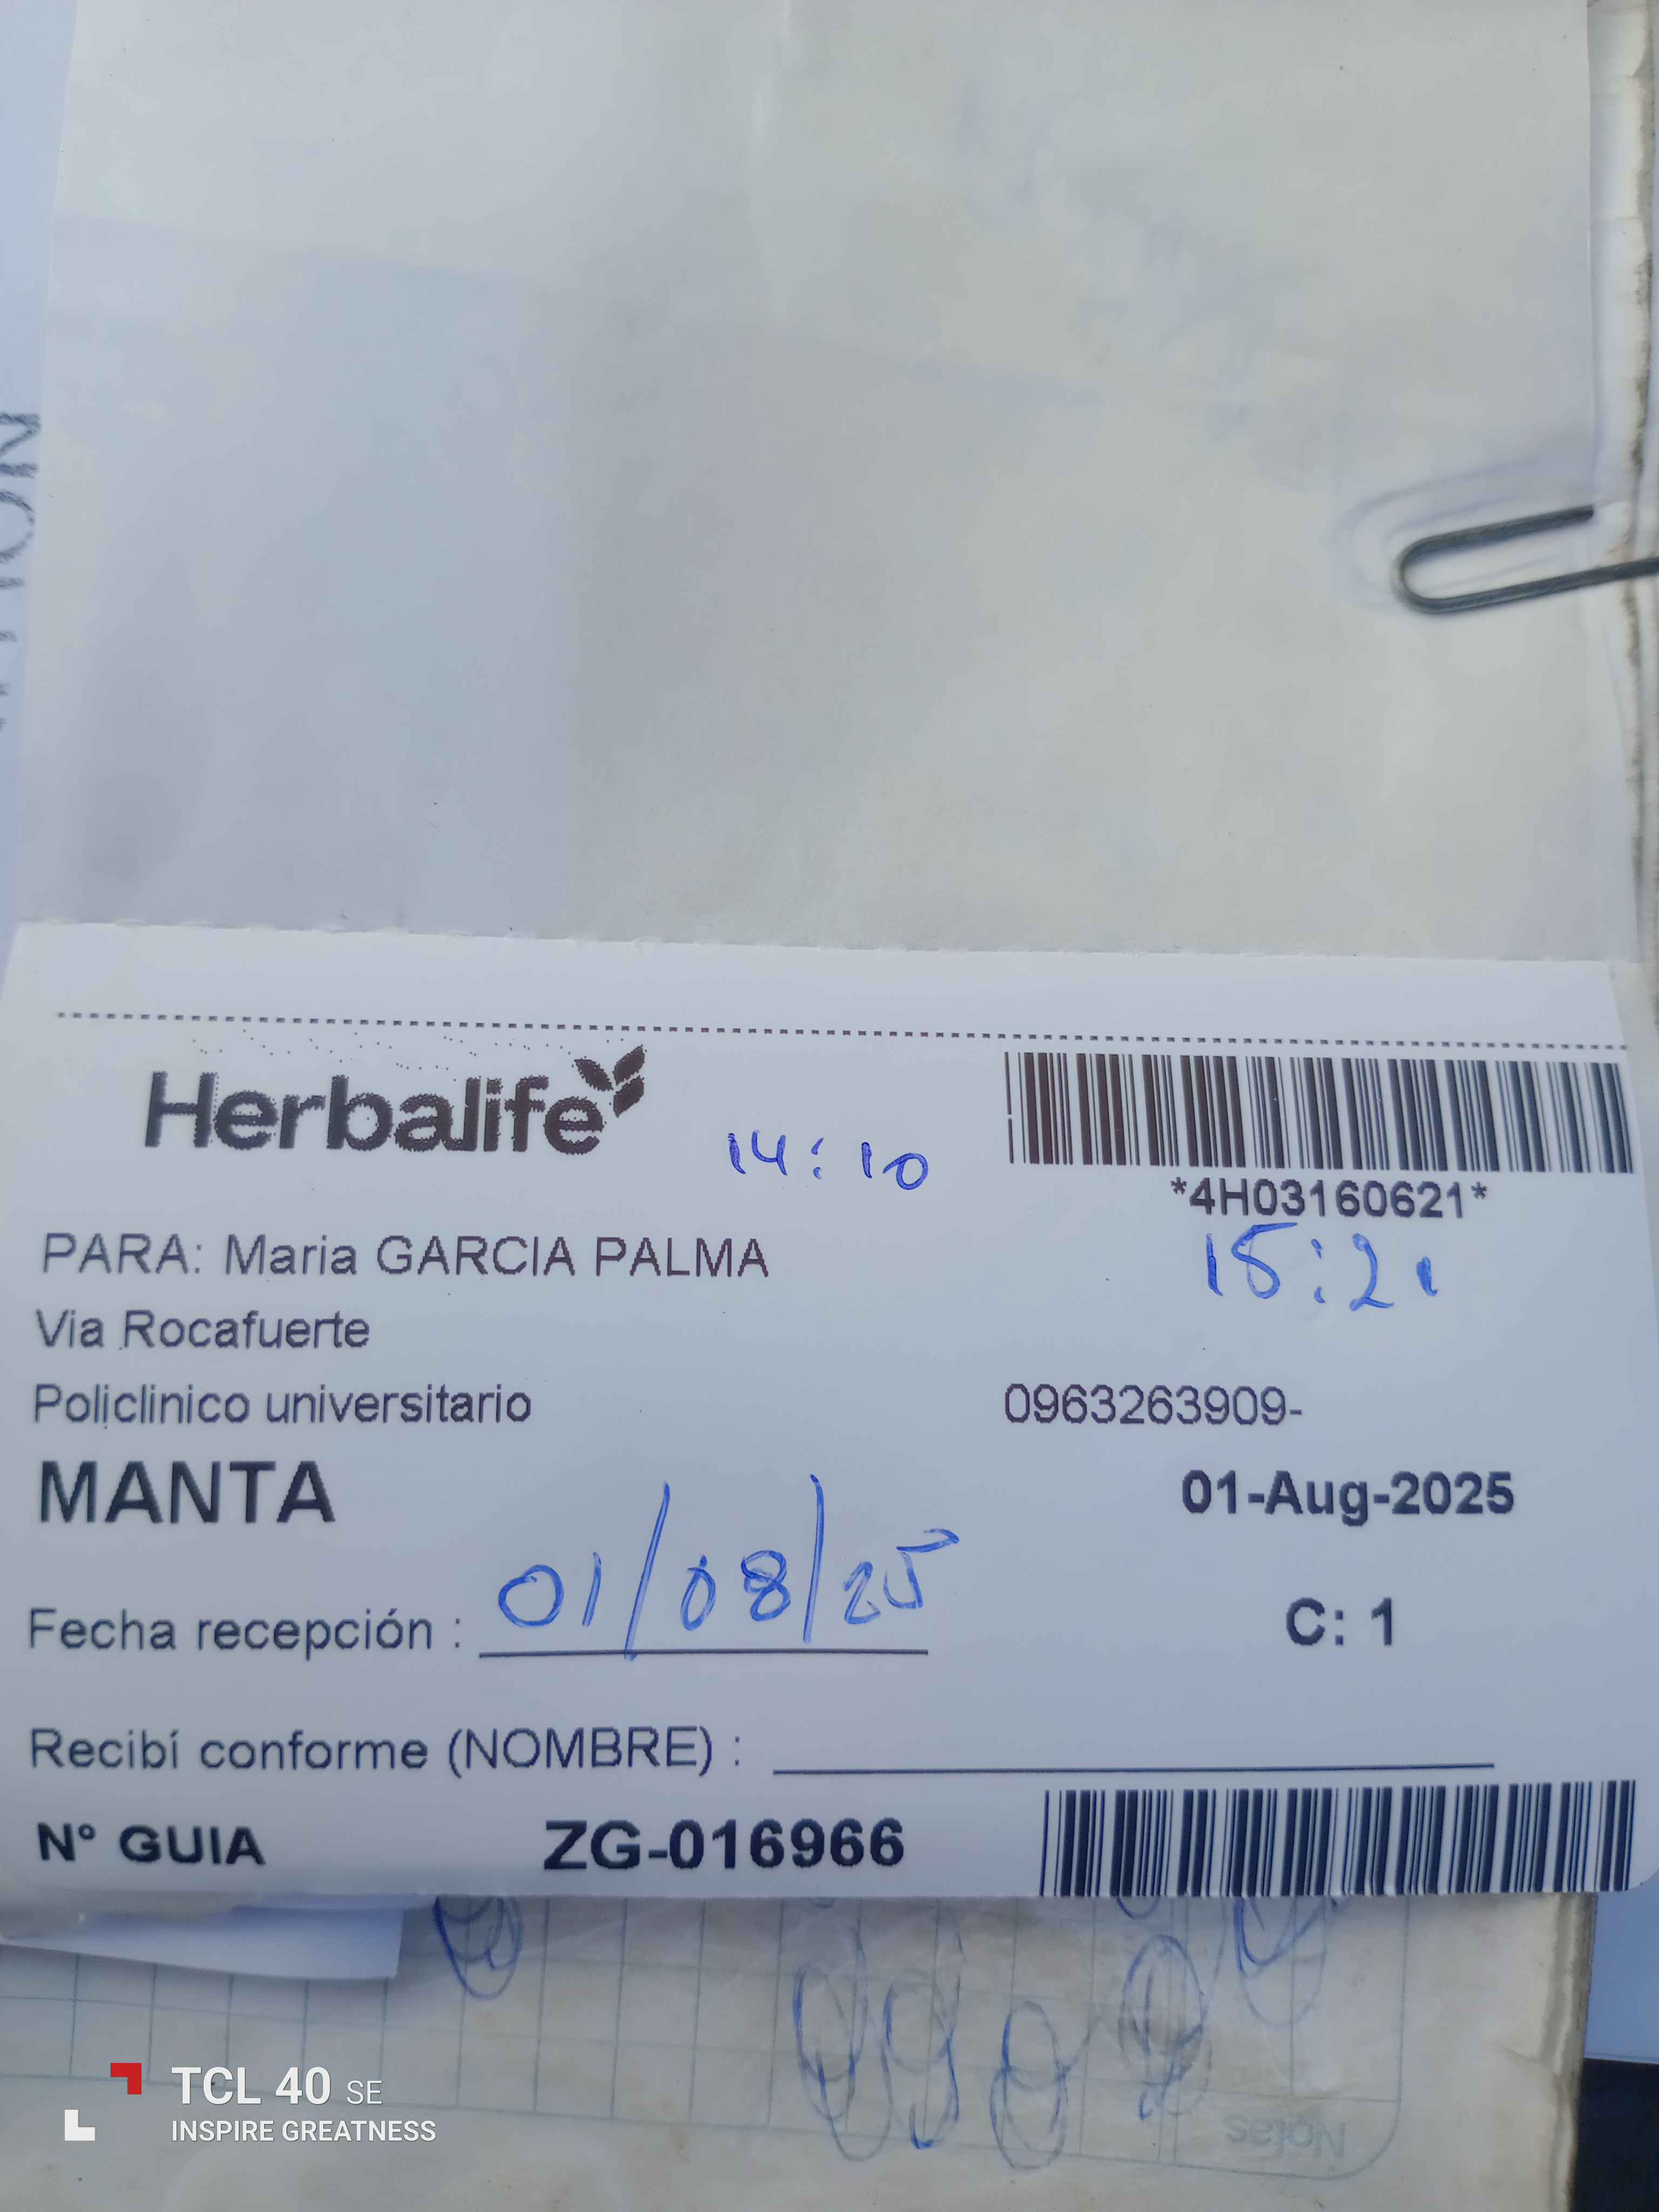 Herbalife
14:10
*4H03160621*
15:21
PARA: Maria GARCIA PALMA
Via Rocafuerte
Policlinico universitario
0963263909-
MANTA
01-Aug-2025
Fecha recepción : 01/08/25
C: 1
Recibí conforme (NOMBRE) :
N° GUIA ZG-016966
Notas
TCL 40 SE
INSPIRE GREATNESS